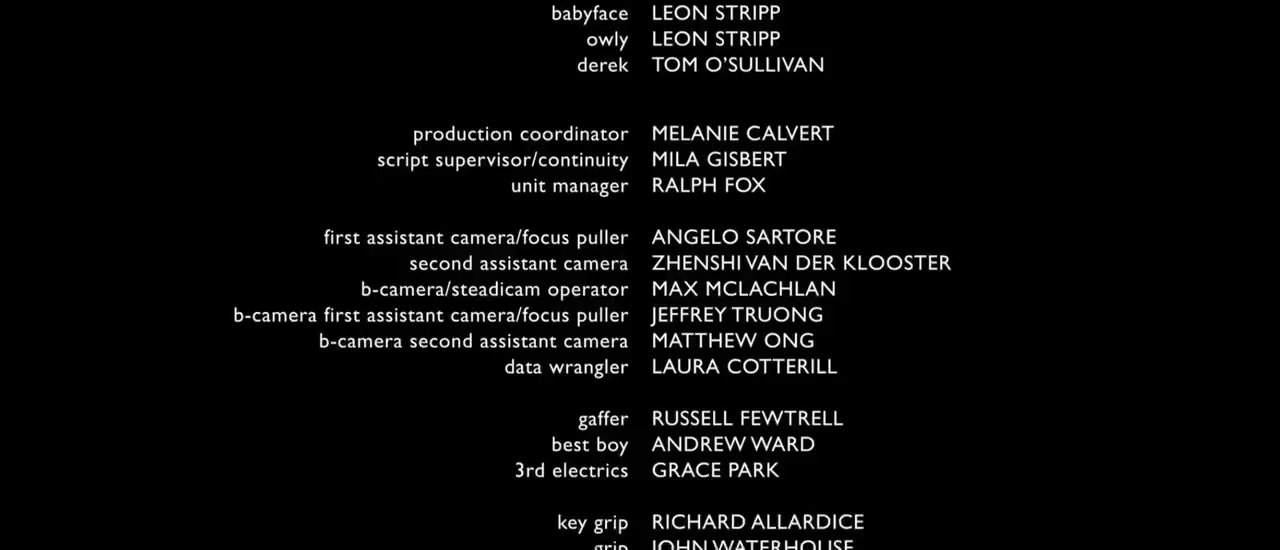 babyface LEON STRIPP
owly LEON STRIPP
derek TOM O'SULLIVAN
production coordinator MELANIE CALVERT
script supervisor/continuity MILA GISBERT
unit manager RALPH FOX
first assistant camera/focus puller ANGELO SARTORE
second assistant camera ZHENSHI VAN DER KLOOSTER
b-camera/steadicam operator MAX MCLACHLAN
b-camera first assistant camera/focus puller JEFFREY TRUONG
b-camera second assistant camera MATTHEW ONG
data wrangler LAURA COTTERILL
gaffer RUSSELL FEWTRELL
best boy ANDREW WARD
3rd electrics GRACE PARK
key grip RICHARD ALLARDICE
grip JOHN WATERHOUSE